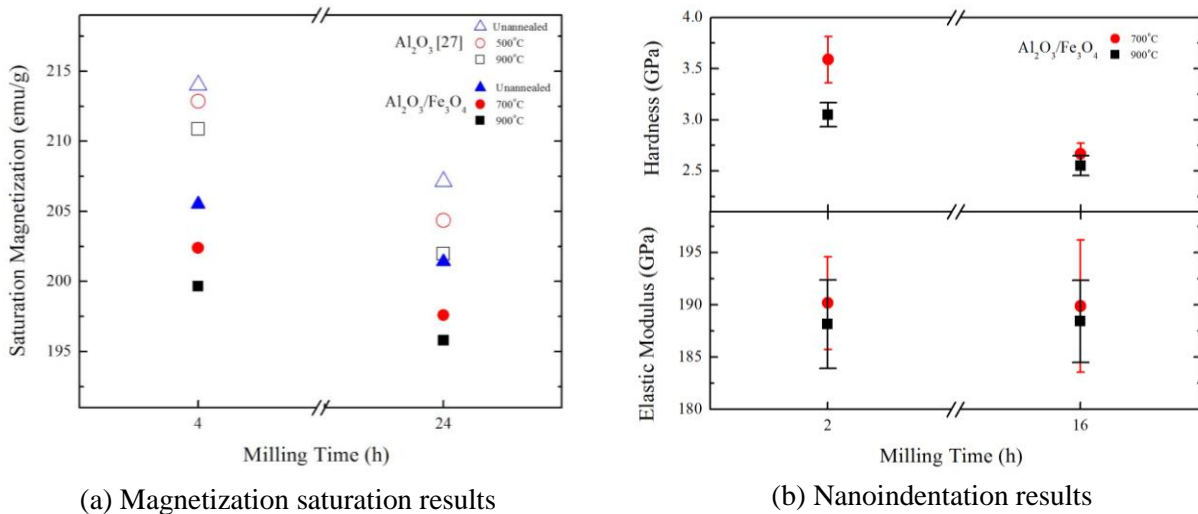 Saturation Magnetization (emu/g)
215
210
205
200
195
4
24
Milling Time (h)
Al₂O₃ [27]
Unannealed
500°C
900°C
Al₂O₃/Fe₃O₄
Unannealed
700°C
900°C
(a) Magnetization saturation results
Hardness (GPa)
4.0
3.5
3.0
2.5
Al₂O₃/Fe₃O₄
700°C
900°C
Elastic Modulus (GPa)
195
190
185
180
2
16
Milling Time (h)
(b) Nanoindentation results